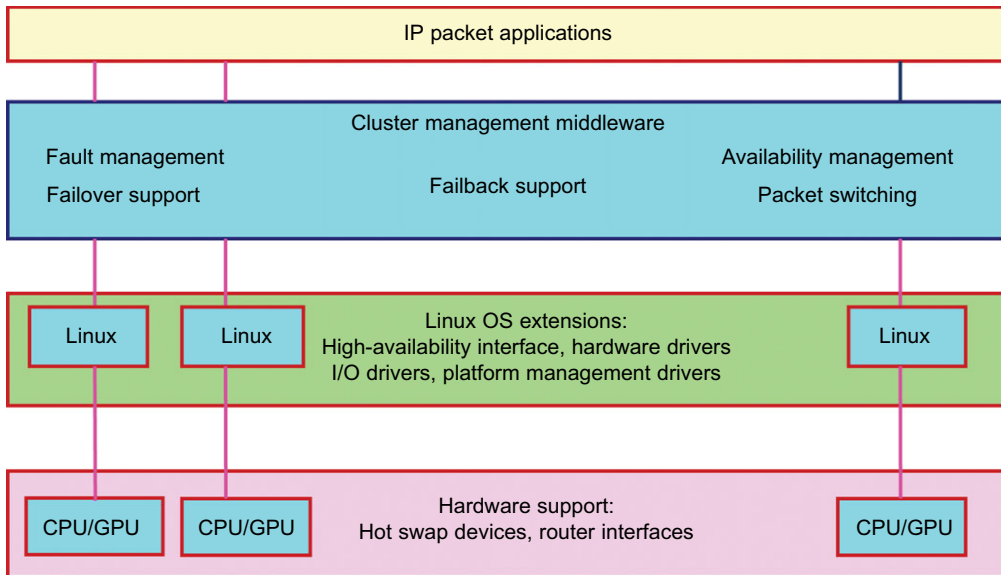 IP packet applications
Cluster management middleware
Fault management
Availability management
Failover support
Failback support
Packet switching
Linux
Linux
Linux OS extensions:
High-availability interface, hardware drivers
I/O drivers, platform management drivers
Linux
CPU/GPU
CPU/GPU
Hardware support:
Hot swap devices, router interfaces
CPU/GPU